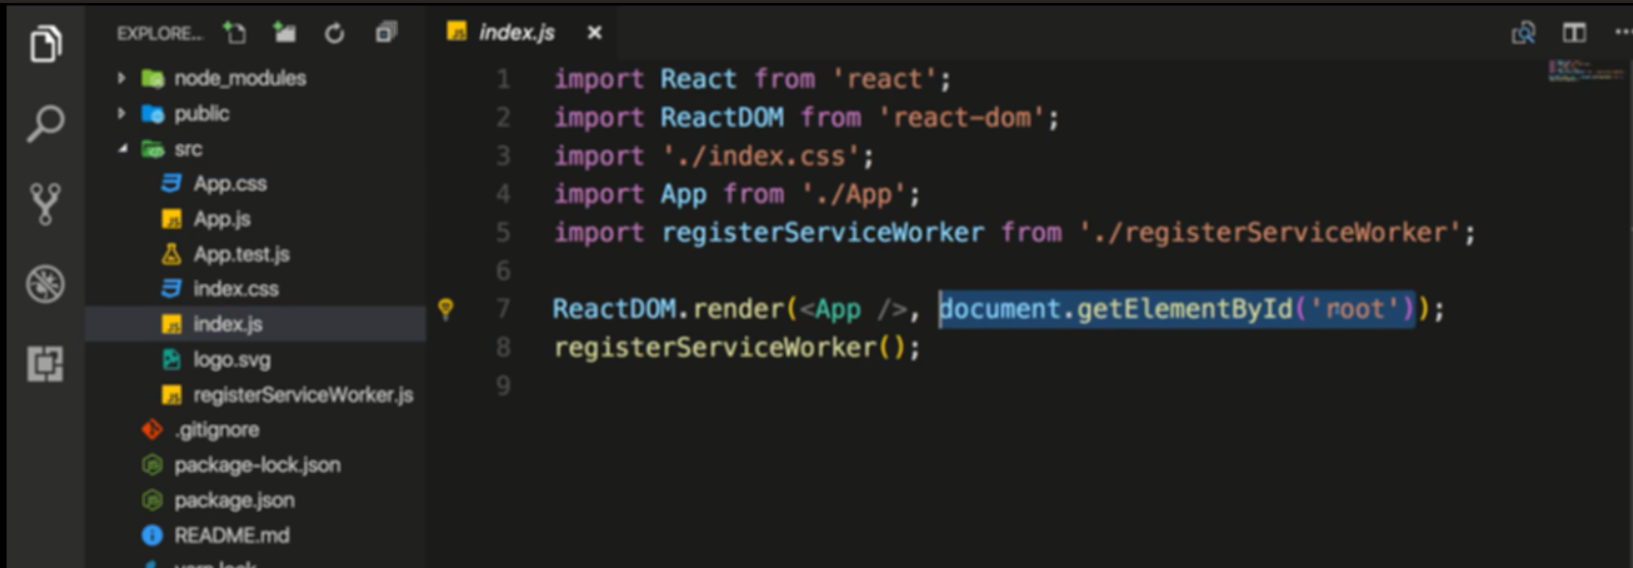 EXPLORE...
node_modules
public
src
App.css
App.js
App.test.js
index.css
index.js
logo.svg
registerServiceWorker.js
.gitignore
package-lock.json
package.json
README.md
index.js
1 import React from 'react';
2 import ReactDOM from 'react-dom';
3 import './index.css';
4 import App from './App';
5 import registerServiceWorker from './registerServiceWorker';
6
7 ReactDOM.render(<App />, document.getElementById('root'));
8 registerServiceWorker();
9